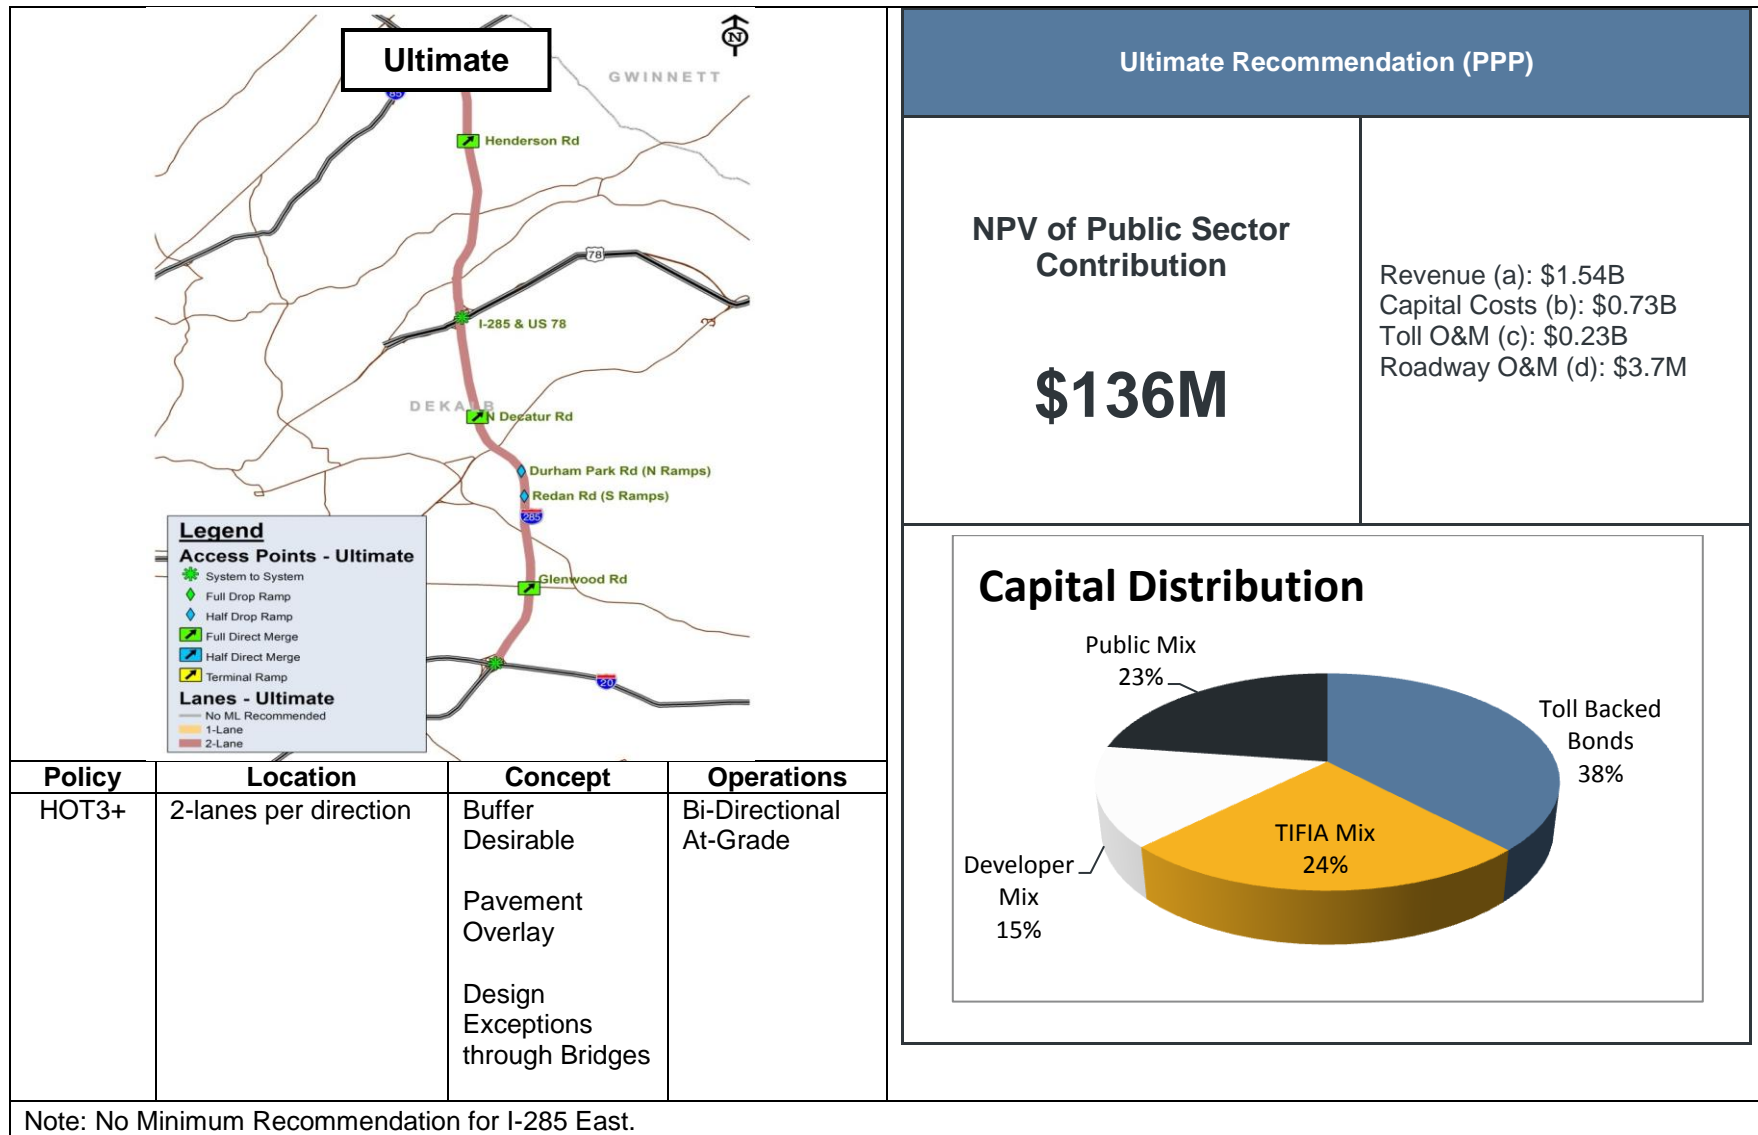 Ultimate
N
GWINNETT
85
Henderson Rd
78
I-285 & US 78
DEKALB
N Decatur Rd
Durham Park Rd (N Ramps)
Redan Rd (S Ramps)
285
Glenwood Rd
20
Legend
Access Points - Ultimate
System to System
Full Drop Ramp
Half Drop Ramp
Full Direct Merge
Half Direct Merge
Terminal Ramp
Lanes - Ultimate
No ML Recommended
1-Lane
2-Lane
Policy Location Concept Operations
HOT3+ 2-lanes per direction
Buffer
Desirable
Pavement
Overlay
Design
Exceptions
through Bridges
Bi-Directional
At-Grade
Note: No Minimum Recommendation for I-285 East.
Ultimate Recommendation (PPP)
NPV of Public Sector
Contribution
$136M
Revenue (a): $1.54B
Capital Costs (b): $0.73B
Toll O&M (c): $0.23B
Roadway O&M (d): $3.7M
Capital Distribution
Public Mix
23%
Toll Backed
Bonds
38%
TIFIA Mix
24%
Developer
Mix
15%